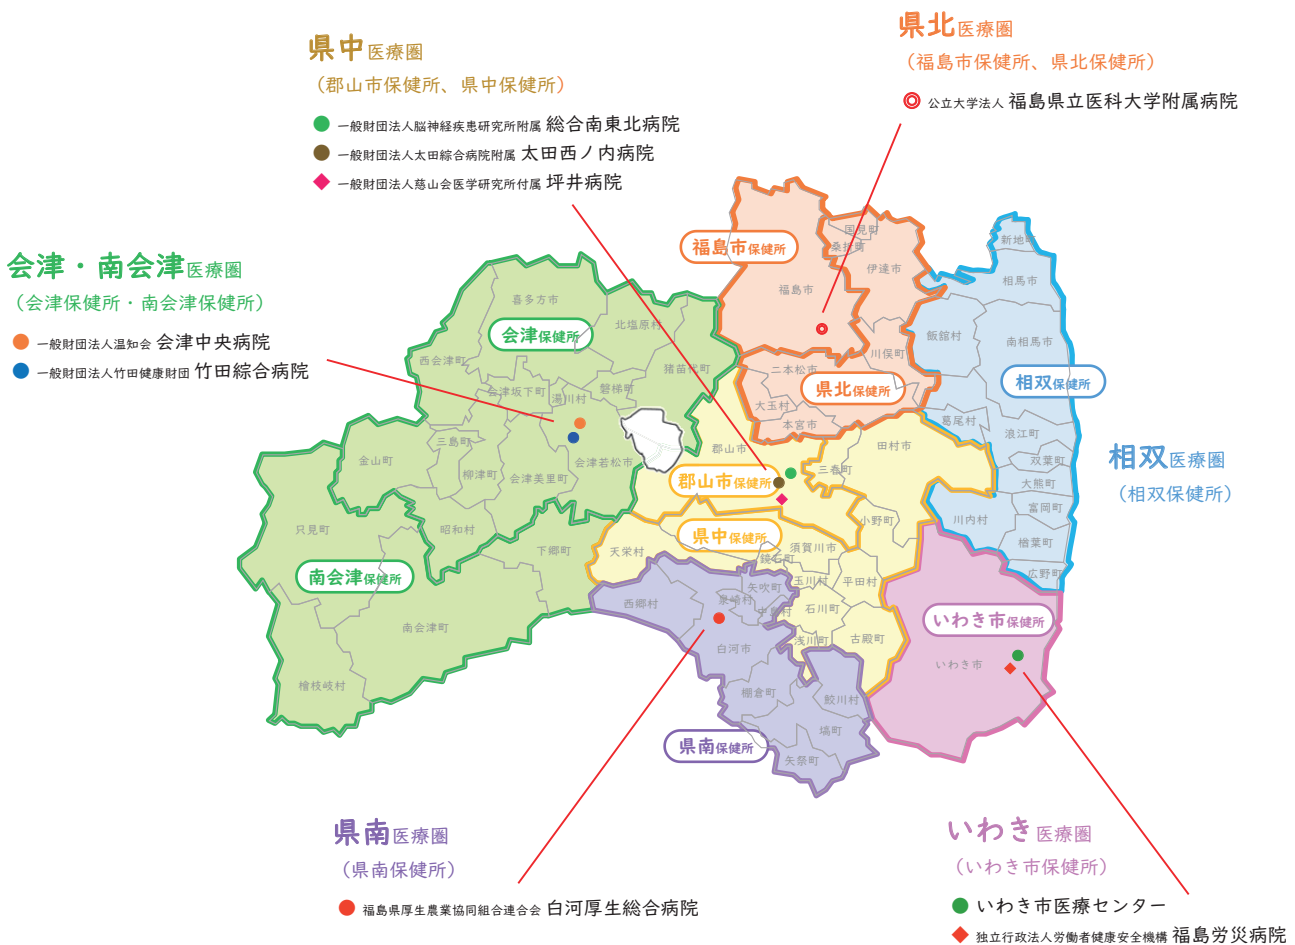 県中医療圏
(郡山市保健所、県中保健所)
一般財団法人脳神経疾患研究所附属 総合南東北病院
一般財団法人太田綜合病院附属 太田西ノ内病院
一般財団法人慈山会医学研究所付属 坪井病院
県北医療圏
(福島市保健所、県北保健所)
公立大学法人 福島県立医科大学附属病院
会津・南会津医療圏
(会津保健所・南会津保健所)
一般財団法人温知会 会津中央病院
一般財団法人竹田健康財団 竹田綜合病院
福島市保健所
国見町
桑折町
伊達市
福島市
川俣町
二本松市
県北保健所
大玉村
本宮市
新地町
相馬市
飯舘村
南相馬市
相双保健所
葛尾村
浪江町
双葉町
大熊町
富岡町
川内村
楢葉町
広野町
相双医療圏
(相双保健所)
喜多方市
会津保健所
北塩原村
西会津町
猪苗代町
会津坂下町
湯川村
磐梯町
三島町
金山町
柳津町
会津美里町
会津若松市
昭和村
只見町
下郷町
南会津保健所
南会津町
檜枝岐村
郡山市
郡山市保健所
田村市
三春町
小野町
県中保健所
天栄村
須賀川市
鏡石町
玉川村
平田村
石川町
浅川町
古殿町
西郷村
矢吹町
泉崎村
中島村
白河市
棚倉町
鮫川村
塙町
矢祭町
県南保健所
いわき市保健所
いわき市
県南医療圏
(県南保健所)
福島県厚生農業協同組合連合会 白河厚生総合病院
いわき医療圏
(いわき市保健所)
いわき市医療センター
独立行政法人労働者健康安全機構 福島労災病院